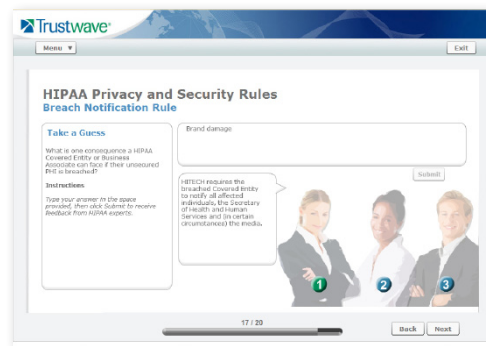 Trustwave®
Menu ▼
Exit
HIPAA Privacy and Security Rules
Breach Notification Rule
Take a Guess
What is one consequence a HIPAA
Covered Entity or Business
Associate can face if their unsecured
PHI is breached?
Instructions
Type your answer in the space
provided, then click Submit to receive
feedback from HIPAA experts.
Brand damage
Submit
HITECH requires the
breached Covered Entity
to notify all affected
individuals, the Secretary
of Health and Human
Services and (in certain
circumstances) the media.
1
2
3
17 / 20
Back
Next